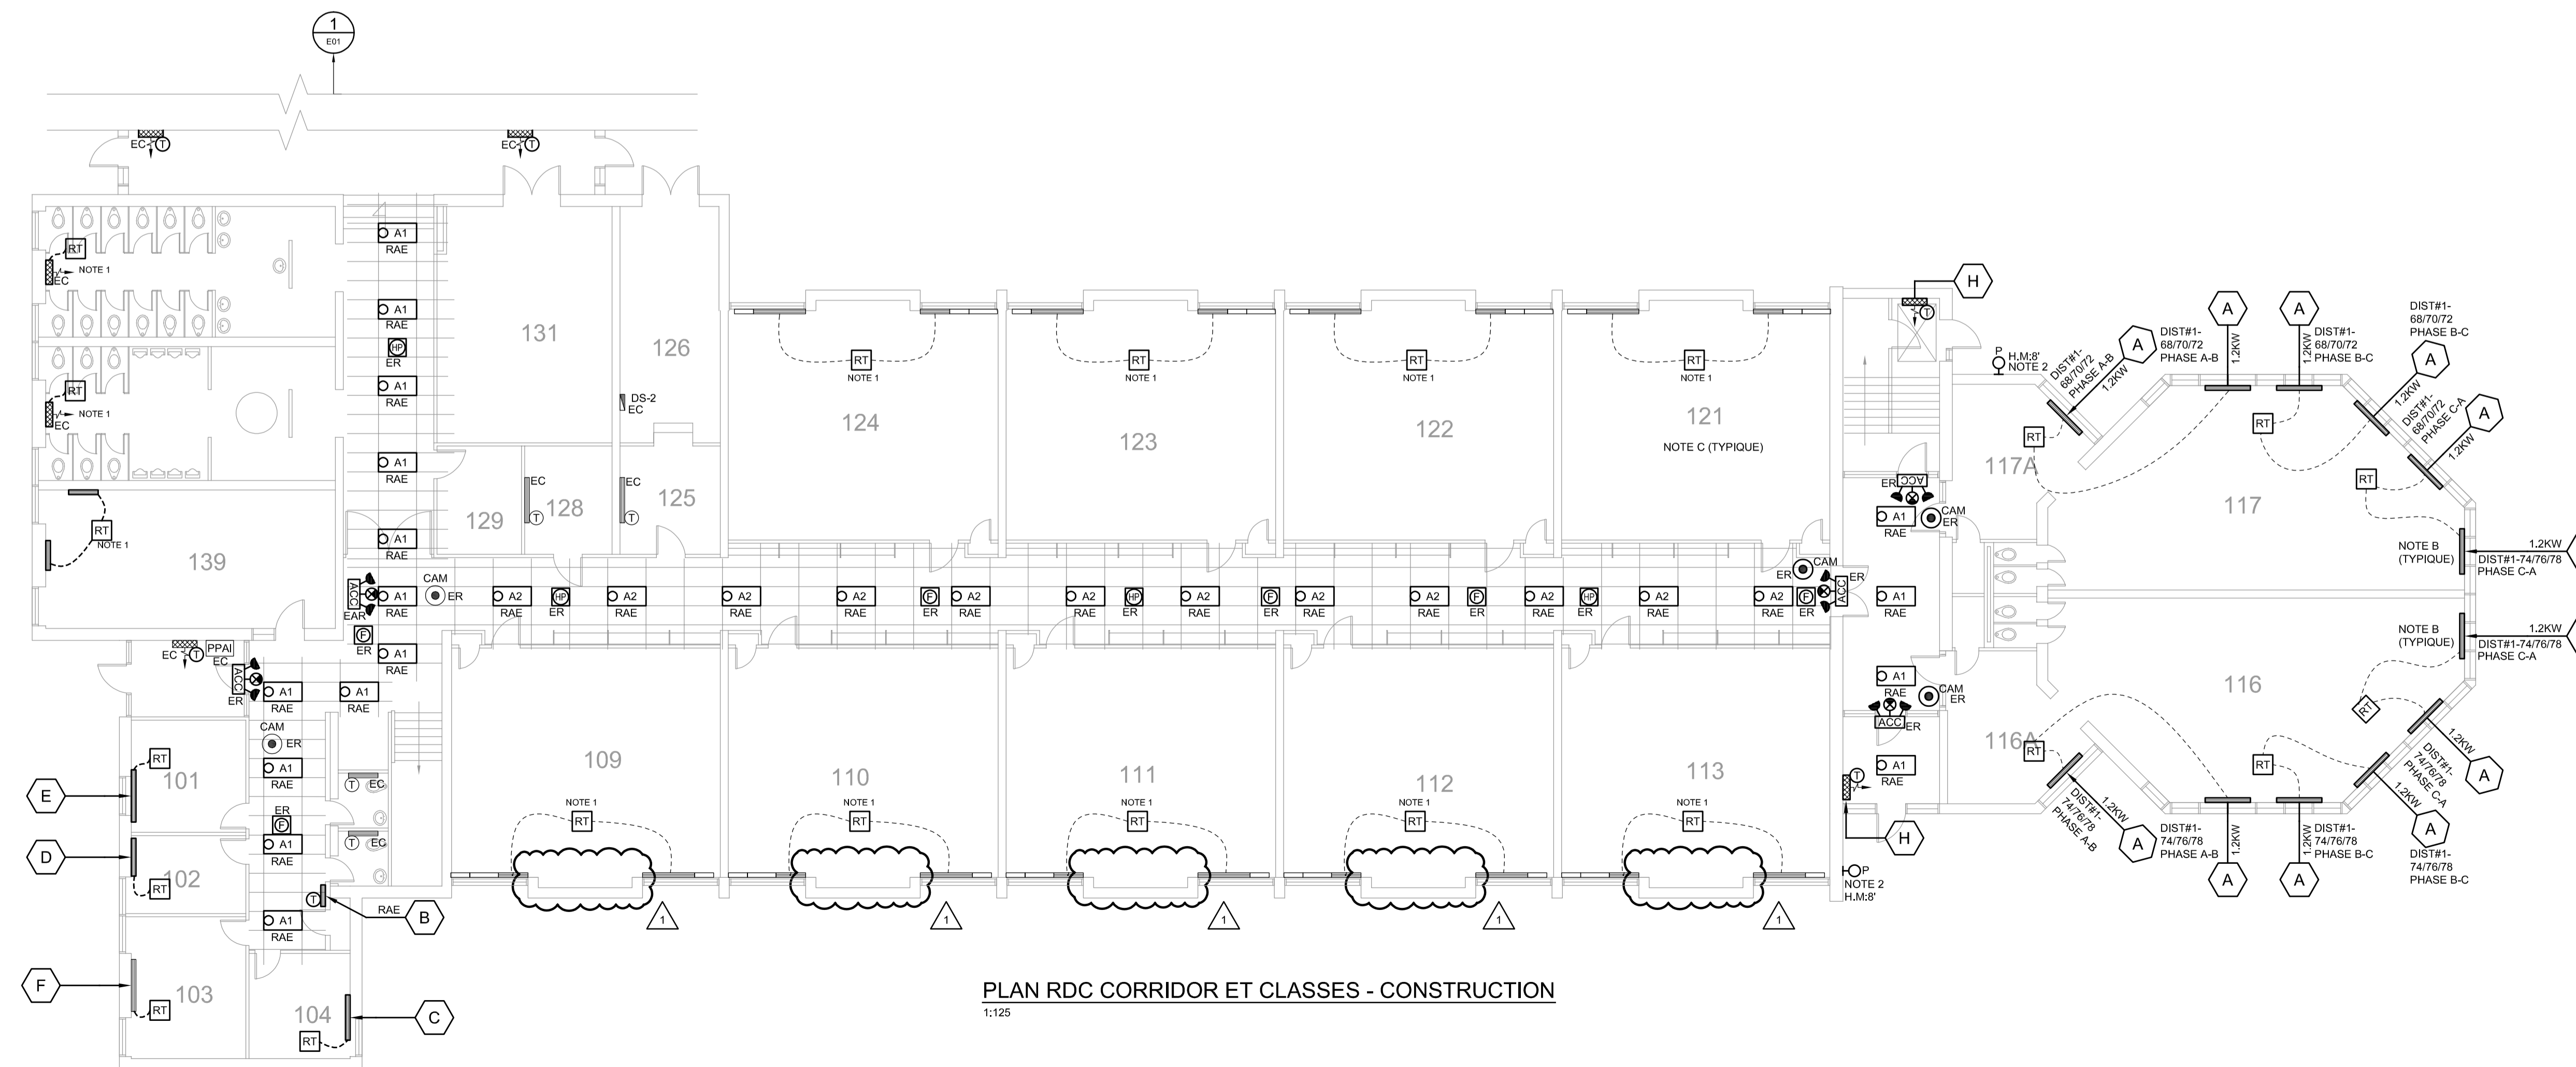 1
E01
EC
T
EC
T
A1
RAE
RT
NOTE 1
EC
A1
RAE
HP
ER
131
126
A1
RAE
RT
NOTE 1
EC
DS-2
EC
RT
NOTE 1
124
RT
NOTE 1
123
RT
NOTE 1
122
RT
NOTE 1
121
NOTE C (TYPIQUE)
H
T
P
H.M:8'
NOTE 2
DIST#1-
68/70/72
PHASE A-B
1.2KW
A
DIST#1-
68/70/72
PHASE A-B
A
1.2KW
A
1.2KW
DIST#1-
68/70/72
PHASE B-C
DIST#1-
68/70/72
PHASE B-C
A
1.2KW
DIST#1-
68/70/72
PHASE C-A
A
1.2KW
RT
RT
RT
117A
117
A1
RAE
EC
T
129
128
EC
T
125
RT
NOTE 1
139
A1
RAE
ACC
ER
A1
RAE
CAM
ER
NOTE B
(TYPIQUE)
1.2KW
DIST#1-74/76/78
PHASE C-A
ACC
EAR
A1
RAE
CAM
ER
A2
RAE
HP
ER
A2
RAE
A2
RAE
A2
RAE
F
ER
A2
RAE
A2
RAE
HP
ER
A2
RAE
F
ER
A2
RAE
A2
RAE
F
ER
A2
RAE
HP
ER
A2
RAE
A2
RAE
CAM
ER
F
ER
ACC
ER
A1
RAE
F
ER
A1
RAE
EC
T
PPAI
EC
ACC
ER
A1
RAE
A1
RAE
CAM
ER
NOTE B
(TYPIQUE)
1.2KW
DIST#1-74/76/78
PHASE C-A
A1
RAE
CAM
ER
ACC
ER
A1
RAE
T
H
P
NOTE 2
H.M:8'
116
116A
RT
RT
RT
E
RT
101
A1
RAE
T
EC
D
RT
102
ER
F
A1
RAE
T
EC
T
RAE
B
A1
RAE
F
RT
103
104
RT
C
109
NOTE 1
RT
1
110
NOTE 1
RT
1
111
NOTE 1
RT
1
112
NOTE 1
RT
1
113
NOTE 1
RT
1
1.2KW
DIST#1-
74/76/78
PHASE A-B
A
DIST#1-
74/76/78
PHASE A-B
1.2KW
A
1.2KW
A
DIST#1-
74/76/78
PHASE B-C
1.2KW
DIST#1-
74/76/78
PHASE C-A
A
1.2KW
A
DIST#1-
74/76/78
PHASE B-C
PLAN RDC CORRIDOR ET CLASSES - CONSTRUCTION
1:125